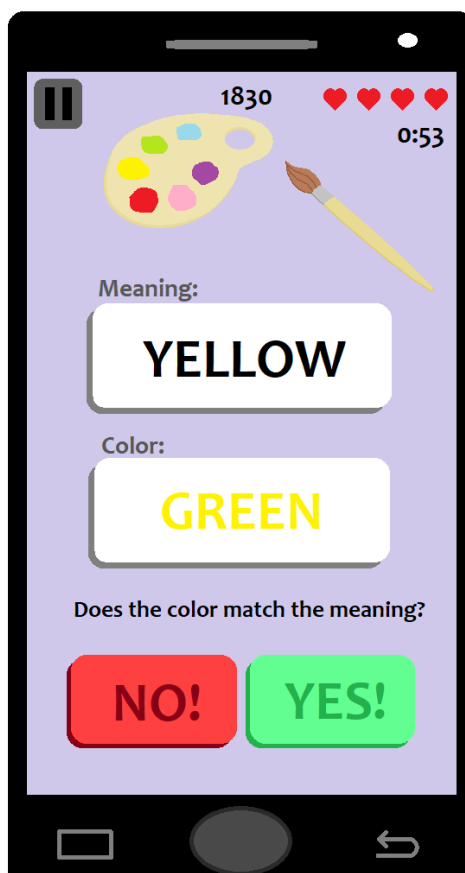 1830
0:53
Meaning:
YELLOW
Color:
GREEN
Does the color match the meaning?
NO! YES!